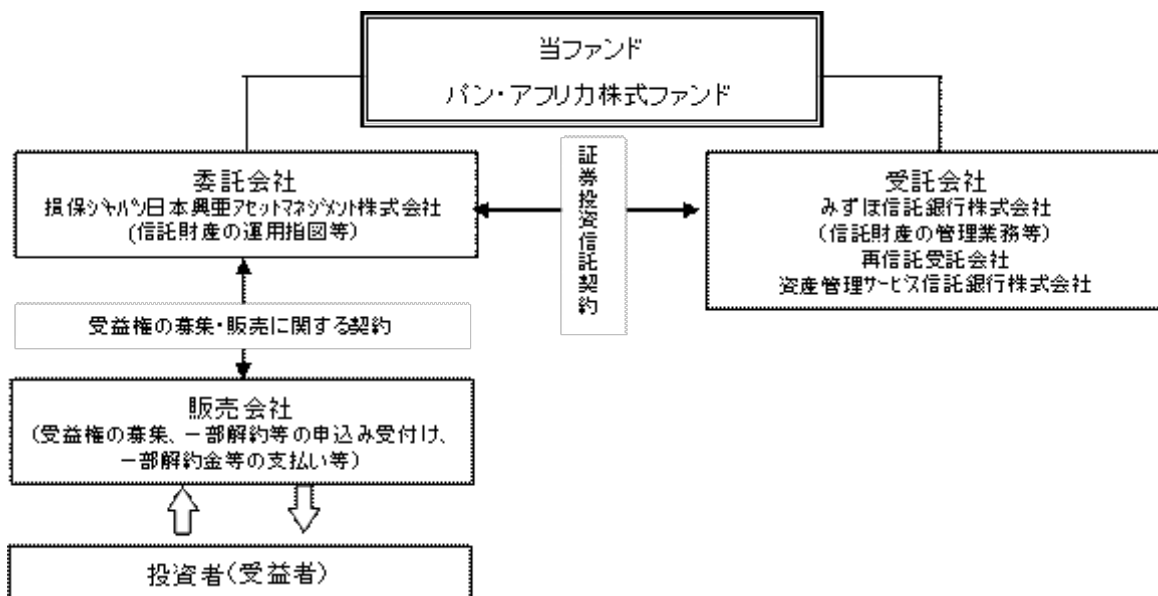 当ファンド
パン・アフリカ株式ファンド
委託会社
損保ジャパン日本興亜アセットマネジメント株式会社
(信託財産の運用指図等)
証券投資信託契約
受託会社
みずほ信託銀行株式会社
(信託財産の管理業務等)
再信託受託会社
資産管理サービス信託銀行株式会社
受益権の募集・販売に関する契約
販売会社
(受益権の募集、一部解約等の申込み受付け、
一部解約金等の支払い等)
投資者(受益者)